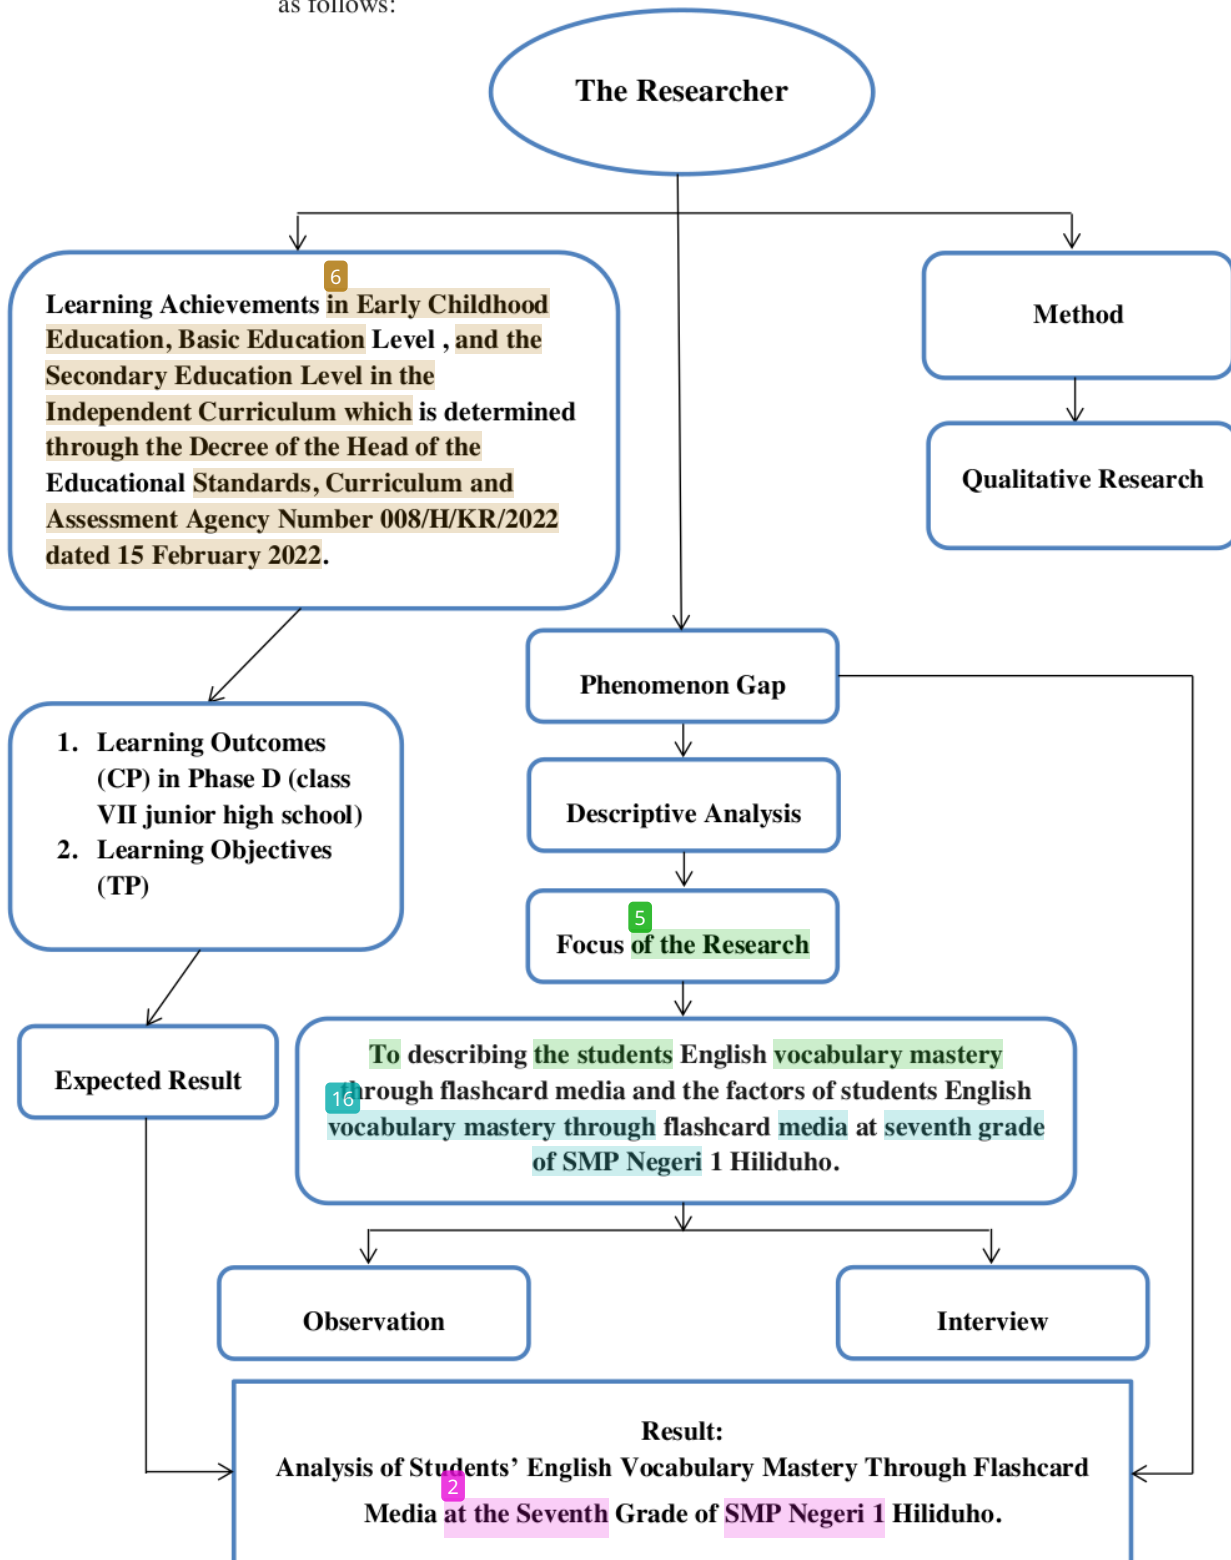 as follows:
The Researcher
6
Learning Achievements in Early Childhood
Education, Basic Education Level , and the
Secondary Education Level in the
Independent Curriculum which is determined
through the Decree of the Head of the
Educational Standards, Curriculum and
Assessment Agency Number 008/H/KR/2022
dated 15 February 2022.
Method
Qualitative Research
Phenomenon Gap
1. Learning Outcomes
(CP) in Phase D (class
VII junior high school)
2. Learning Objectives
(TP)
Descriptive Analysis
5
Focus of the Research
Expected Result
To describing the students English vocabulary mastery
through flashcard media and the factors of students English
16
vocabulary mastery through flashcard media at seventh grade
of SMP Negeri 1 Hiliduho.
Observation
Interview
Result:
Analysis of Students’ English Vocabulary Mastery Through Flashcard
2
Media at the Seventh Grade of SMP Negeri 1 Hiliduho.